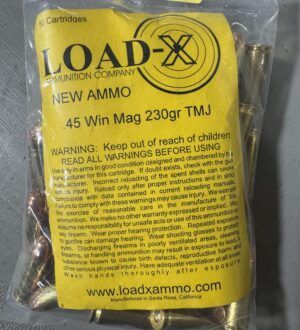 50 Cartridges
LOAD-X
AMMUNITION COMPANY
NEW AMMO
45 Win Mag 230gr TMJ
WARNING: Keep out of reach of children
READ ALL WARNINGS BEFORE USING
Use only in arms in good condition designed and chambered by the
manufacturer for this cartridge. If doubt exists, check with the gun
manufacturer. Incorrect reloading of the spent shells can cause
serious injury. Reload only after proper instructions and in strict
compliance with data contained in current reloading manuals.
Failure to comply with these warnings may cause injury. We warrant
the exercise of reasonable care in the manufacture of this
ammunition. We make no other warranty expressed or implied. We
assume no responsibility for unsafe acts or use of this ammunition in
any firearm. Wear proper hearing protection. Repeated exposure
to gunfire can damage hearing. Wear shooting glasses to protect
eyes. Discharging firearms in poorly ventilated areas, cleaning
firearms, or handling ammunition may result in exposure to lead, a
substance known to cause birth defects, reproductive harm and
other serious physical injury. Have adequate ventilation at all times.
Wash hands thoroughly after exposure.
www.loadxammo.com
Manufactured in Santa Rosa, California